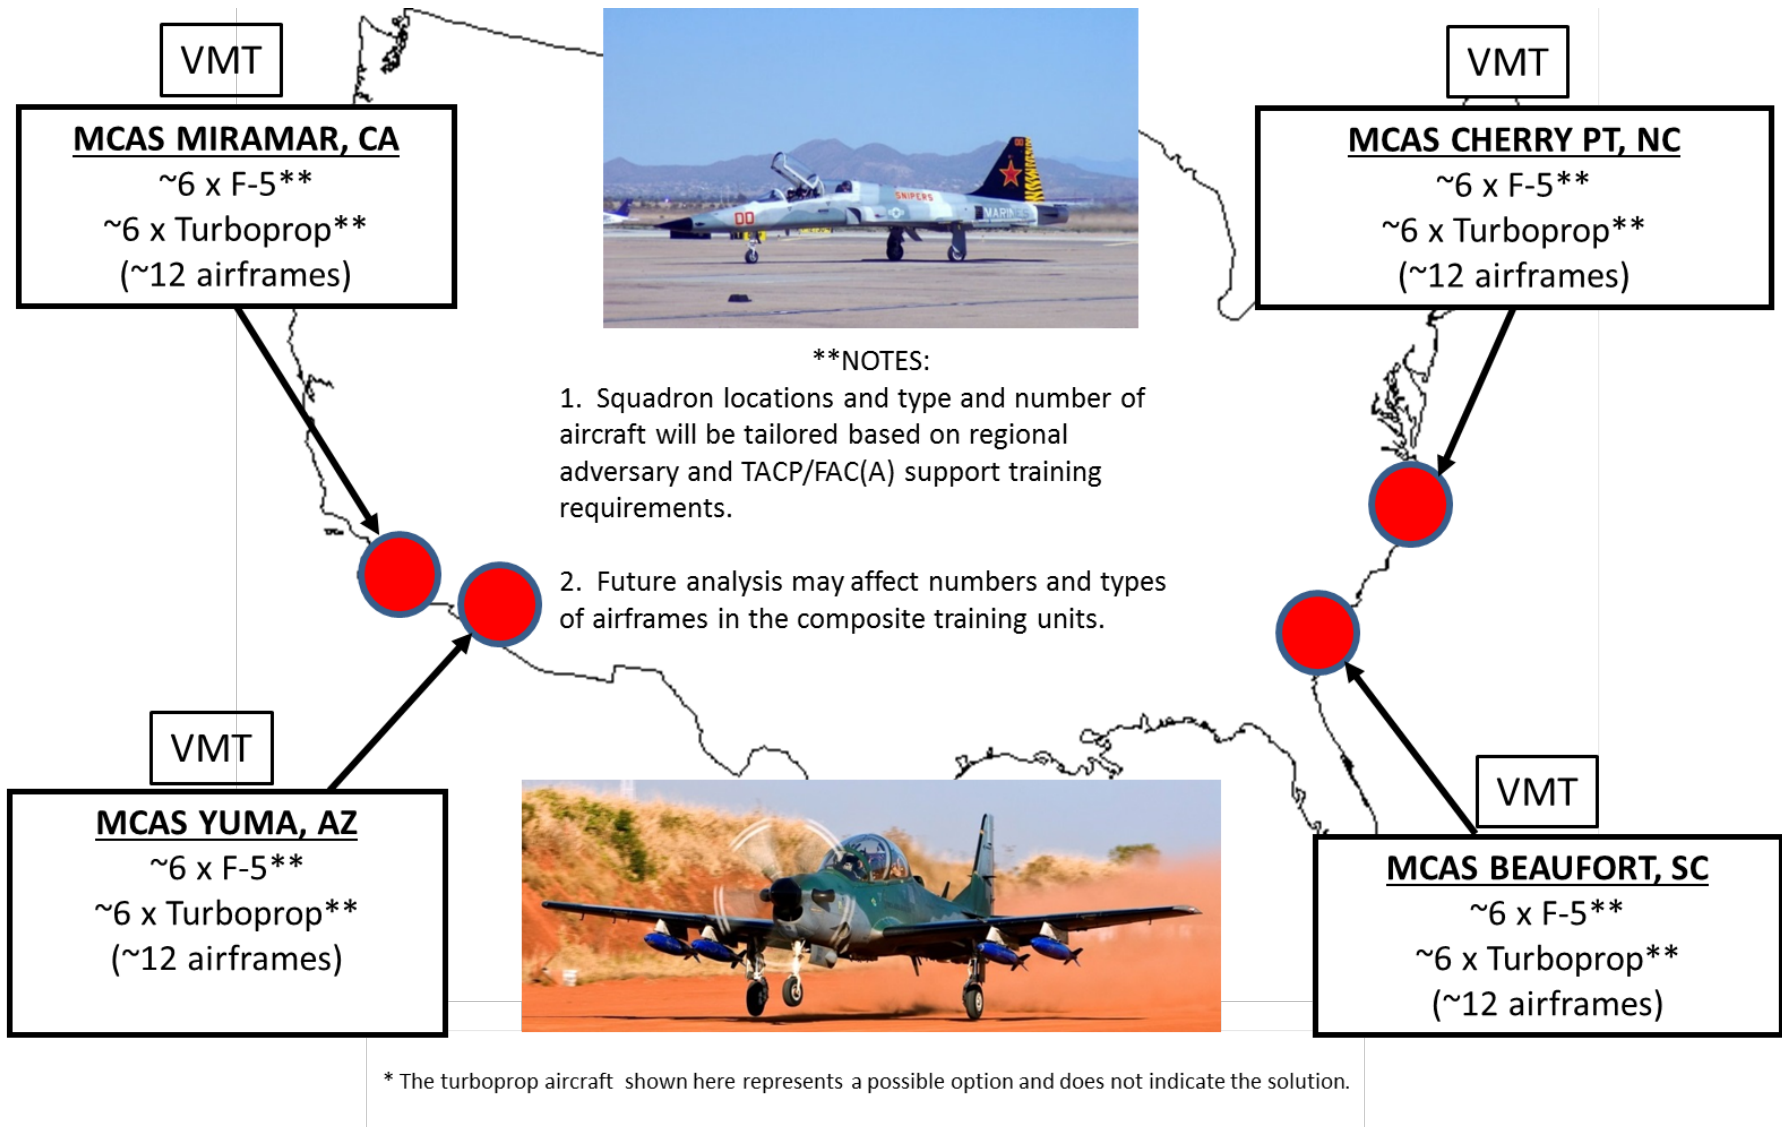 VMT
MCAS MIRAMAR, CA
~6 x F-5**
~6 x Turboprop**
(~12 airframes)
VMT
MCAS CHERRY PT, NC
~6 x F-5**
~6 x Turboprop**
(~12 airframes)
00
SNIPERS
00
MARINES
**NOTES:
1. Squadron locations and type and number of
aircraft will be tailored based on regional
adversary and TACP/FAC(A) support training
requirements.
2. Future analysis may affect numbers and types
of airframes in the composite training units.
VMT
MCAS YUMA, AZ
~6 x F-5**
~6 x Turboprop**
(~12 airframes)
VMT
MCAS BEAUFORT, SC
~6 x F-5**
~6 x Turboprop**
(~12 airframes)
* The turboprop aircraft shown here represents a possible option and does not indicate the solution.